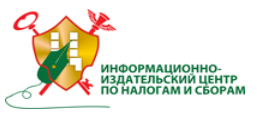 ИНФОРМАЦИОННО-
ИЗДАТЕЛЬСКИЙ ЦЕНТР
ПО НАЛОГАМ И СБОРАМ